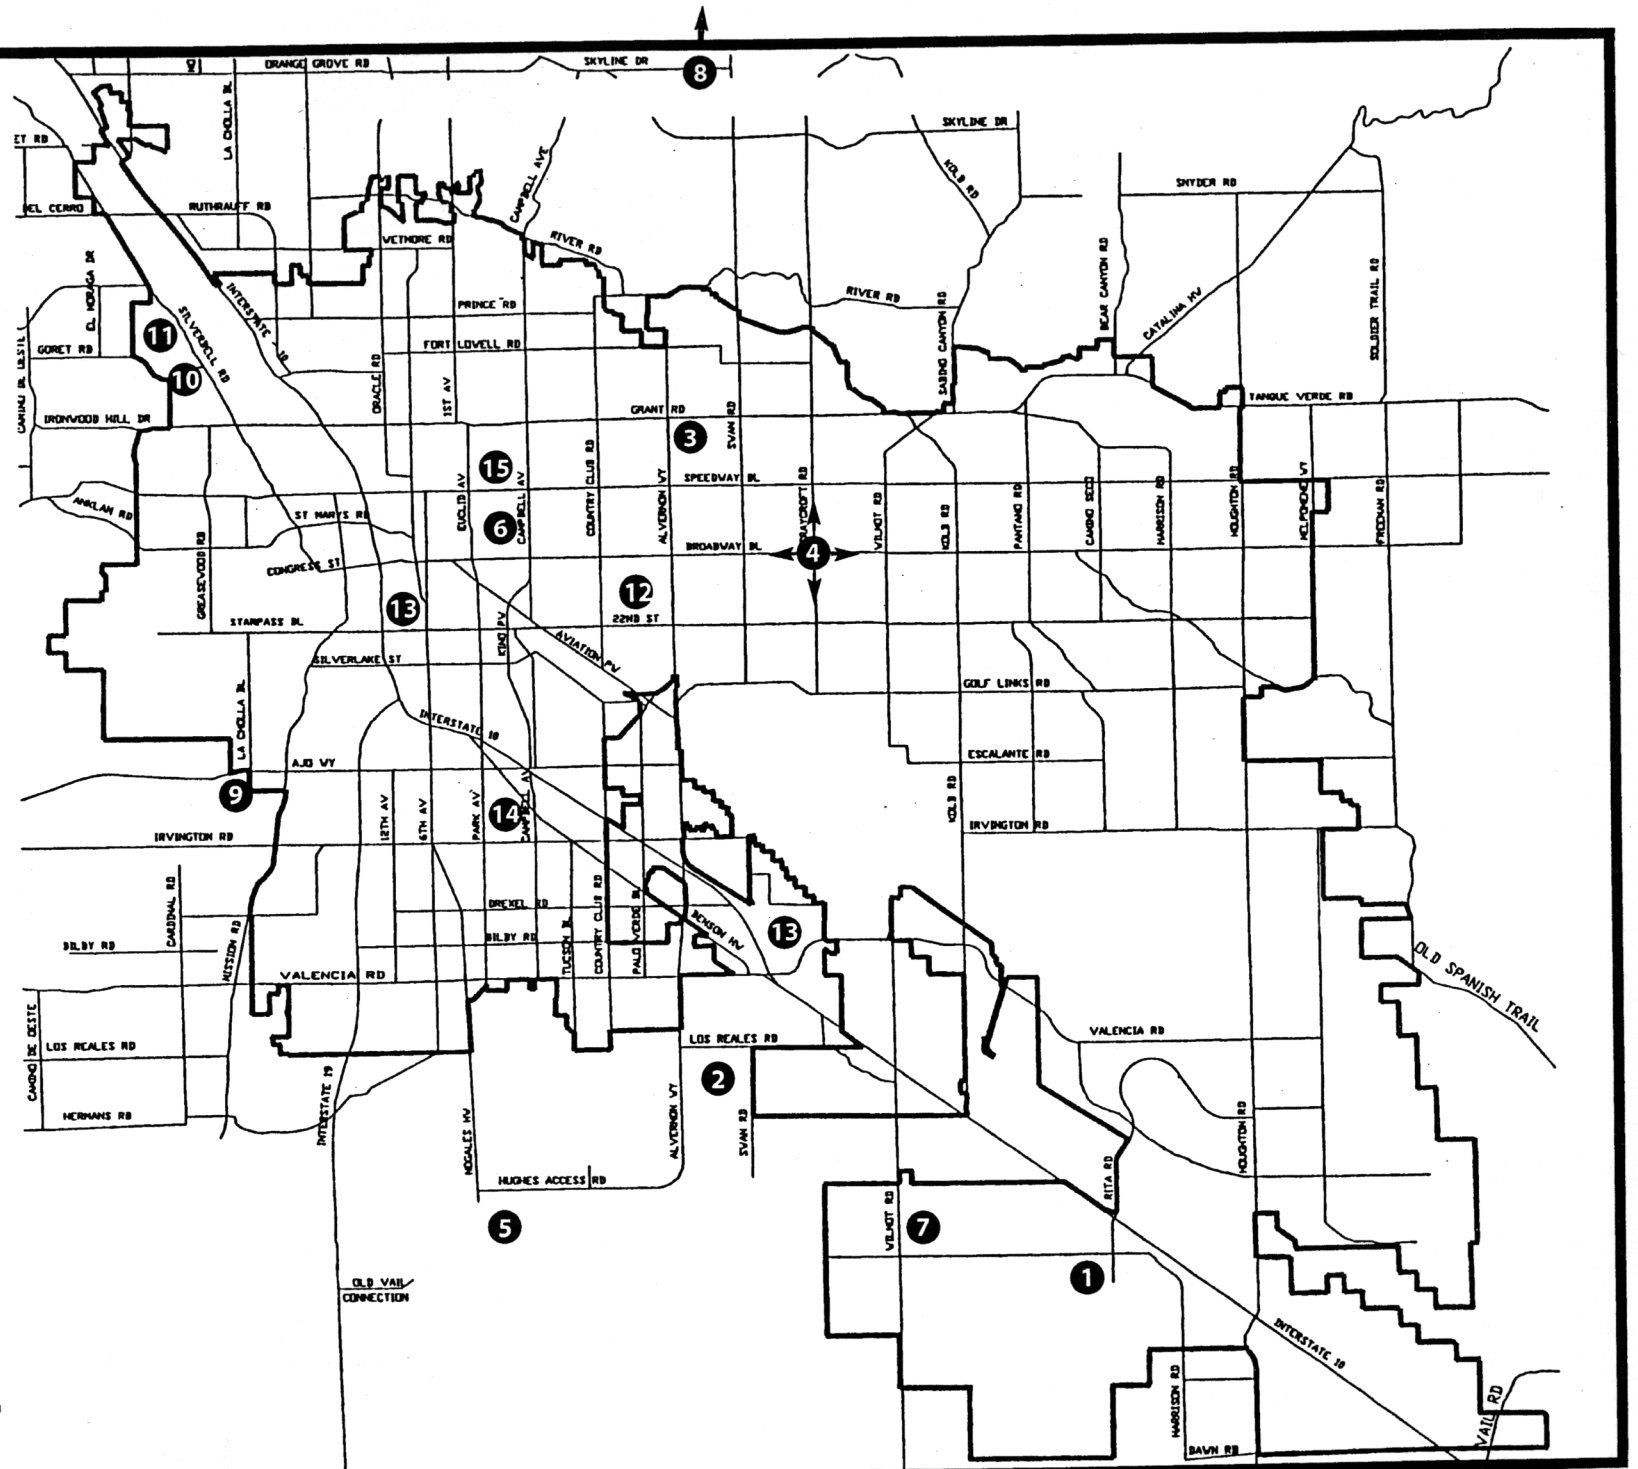 8
ORANGE GROVE RD
SKYLINE DR
LA CHOLLA BL
ET RD
SKYLINE DR
KOLB RD
SNYDER RD
CAMPBELL AVE
EL CERRO
RUTHRAUFF RD
WETMORE RD
RIVER RD
EL MORAGA DR
INTERSTATE 10
SILVERBELL RD
PRINCE RD
RIVER RD
SABINO CANYON RD
BEAR CANYON RD
CATALINA HW
SOLDIER TRAIL RD
11
GORET RD
FORT LOWELL RD
ORACLE RD
1ST AV
10
IRONWOOD HILL DR
GRANT RD
SWAN RD
TANQUE VERDE RD
3
15
SPEEDWAY BL
EUCLID AV
CAMPBELL AV
COUNTRY CLUB RD
ALVERNON WY
CRAYCROFT RD
WILMOT RD
KOLB RD
PANTANO RD
CAMINO SECO
HARRISON RD
HOUGHTON RD
MELPOMENE WY
FREEMAN RD
ANKLAM RD
ST MARYS RD
6
BROADWAY BL
4
CONGRESS ST
GREASEWOOD RD
13
12
STARPASS BL
22ND ST
KINO PW
AVIATION PW
SILVERLAKE ST
GOLF LINKS RD
LA CHOLLA BL
INTERSTATE 10
ESCALANTE RD
AJO WY
9
12TH AV
6TH AV
PARK AV
14
CAMPBELL AV
KOLB RD
IRVINGTON RD
IRVINGTON RD
CARDINAL RD
DREXEL RD
COUNTRY CLUB RD
PALO VERDE BL
BENSON HW
13
BILBY RD
MISSION RD
BILBY RD
TUCSON BL
OLD SPANISH TRAIL
VALENCIA RD
CAMINO DE OESTE
LOS REALES RD
LOS REALES RD
VALENCIA RD
2
HERMANS RD
INTERSTATE 19
NOGALES HW
ALVERNON WY
SWAN RD
HOUGHTON RD
HUGHES ACCESS RD
RITA RD
5
WILMOT RD
7
1
OLD VAIL
CONNECTION
INTERSTATE 10
HARRISON RD
VAIL RD
DAWN RD